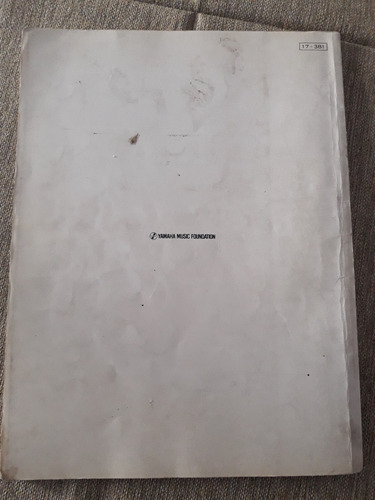 17-301
YAMAHA MUSIC FOUNDATION